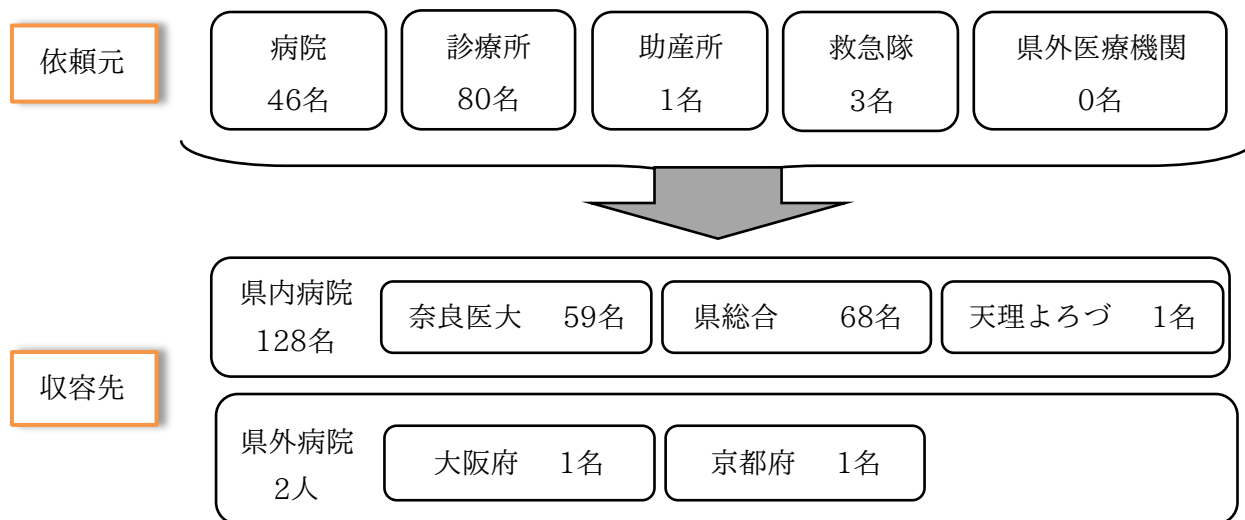 依頼元
病院
46名
診療所
80名
助産所
1名
救急隊
3名
県外医療機関
0名
収容先
県内病院
128名
奈良医大 59名
県総合 68名
天理よろづ 1名
県外病院
2人
大阪府 1名
京都府 1名